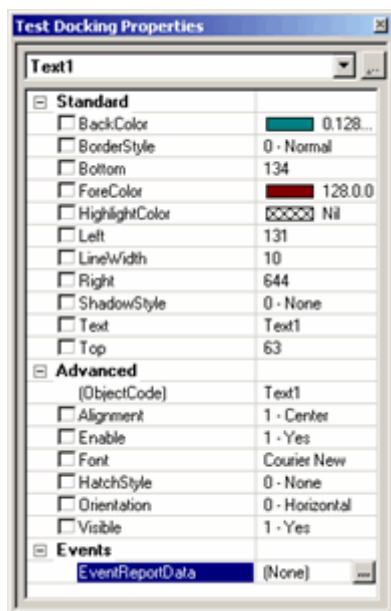 Test Docking Properties
Text1
Standard
BackColor 0.128...
BorderStyle 0 - Normal
Bottom 134
ForeColor 128.0.0
HighlightColor Nil
Left 131
LineWidth 10
Right 644
ShadowStyle 0 - None
Text Text1
Top 63
Advanced
(ObjectCode) Text1
Alignment 1 - Center
Enable 1 - Yes
Font Courier New
HatchStyle 0 - None
Orientation 0 - Horizontal
Visible 1 - Yes
Events
EventReportData (None) ...